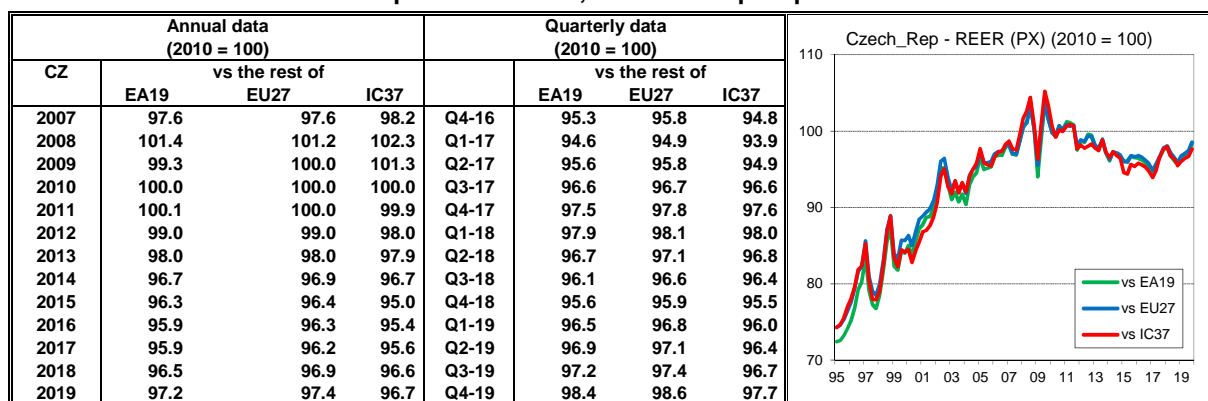 Annual data
(2010 = 100)
Quarterly data
(2010 = 100)
CZ vs the rest of vs the rest of
EA19 EU27 IC37 EA19 EU27 IC37
2007 97.6 97.6 98.2 Q4-16 95.3 95.8 94.8
2008 101.4 101.2 102.3 Q1-17 94.6 94.9 93.9
2009 99.3 100.0 101.3 Q2-17 95.6 95.8 94.9
2010 100.0 100.0 100.0 Q3-17 96.6 96.7 96.6
2011 100.1 100.0 99.9 Q4-17 97.5 97.8 97.6
2012 99.0 99.0 98.0 Q1-18 97.9 98.1 98.0
2013 98.0 98.0 97.9 Q2-18 96.7 97.1 96.8
2014 96.7 96.9 96.7 Q3-18 96.1 96.6 96.4
2015 96.3 96.4 95.0 Q4-18 95.6 95.9 95.5
2016 95.9 96.3 95.4 Q1-19 96.5 96.8 96.0
2017 95.9 96.2 95.6 Q2-19 96.9 97.1 96.4
2018 96.5 96.9 96.6 Q3-19 97.2 97.4 96.7
2019 97.2 97.4 96.7 Q4-19 98.4 98.6 97.7
Czech_Rep - REER (PX) (2010 = 100)
110
100
90
80
70
vs EA19
vs EU27
vs IC37
95 97 99 01 03 05 07 09 11 13 15 17 19